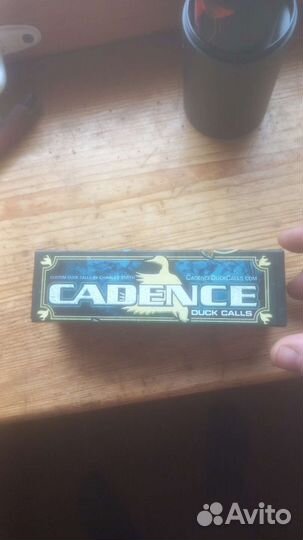 CUSTOM DUCK CALLS BY CHARLES SMITH
CADENCEDUCKCALLS.COM
CADENCE
DUCK CALLS
Avito